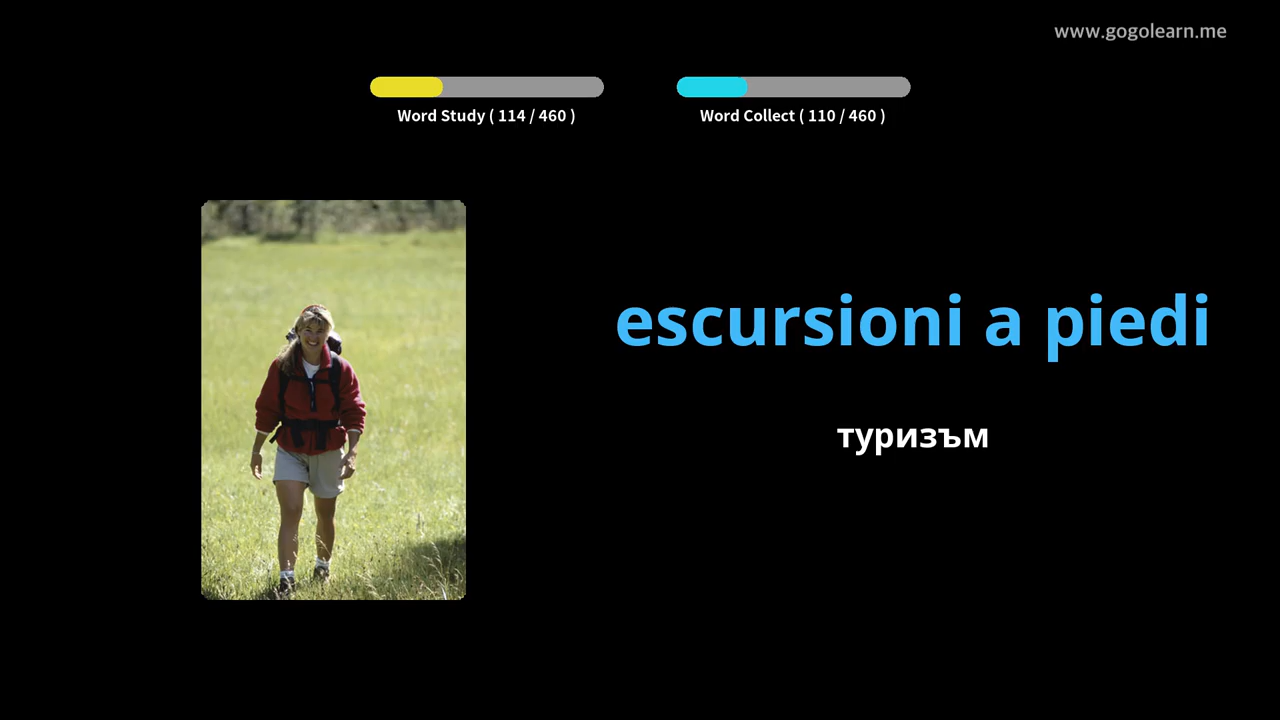 www.gogolearn.me
Word Study ( 114 / 460 )
Word Collect ( 110 / 460 )
escursioni a piedi
туризъм